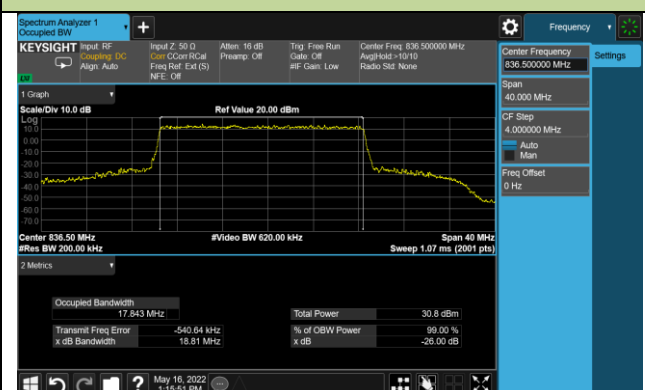 Spectrum Analyzer 1
Occupied BW
Frequency
KEYSIGHT
Input: RF
Coupling: DC
Align: Auto
Input Z: 50 Ω
Corr CCorr RCal
Freq Ref: Ext (S)
NFE: Off
Atten: 16 dB
Preamp: Off
Trig: Free Run
Gate: Off
#IF Gain: Low
Center Freq: 836.500000 MHz
Avg|Hold:>10/10
Radio Std: None
Center Frequency
836.500000 MHz
Settings
Span
40.000 MHz
CF Step
4.000000 MHz
Auto
Man
Freq Offset
0 Hz
1 Graph
Scale/Div 10.0 dB
Ref Value 20.00 dBm
Log
10.0
0.00
-10.0
-20.0
-30.0
-40.0
-50.0
-60.0
-70.0
Center 836.50 MHz
#Video BW 620.00 kHz
Span 40 MHz
#Res BW 200.00 kHz
Sweep 1.07 ms (2001 pts)
2 Metrics
Occupied Bandwidth
17.843 MHz
Total Power
30.8 dBm
Transmit Freq Error
-540.64 kHz
% of OBW Power
99.00 %
x dB Bandwidth
18.81 MHz
x dB
-26.00 dB
May 16, 2022
1:15:51 PM